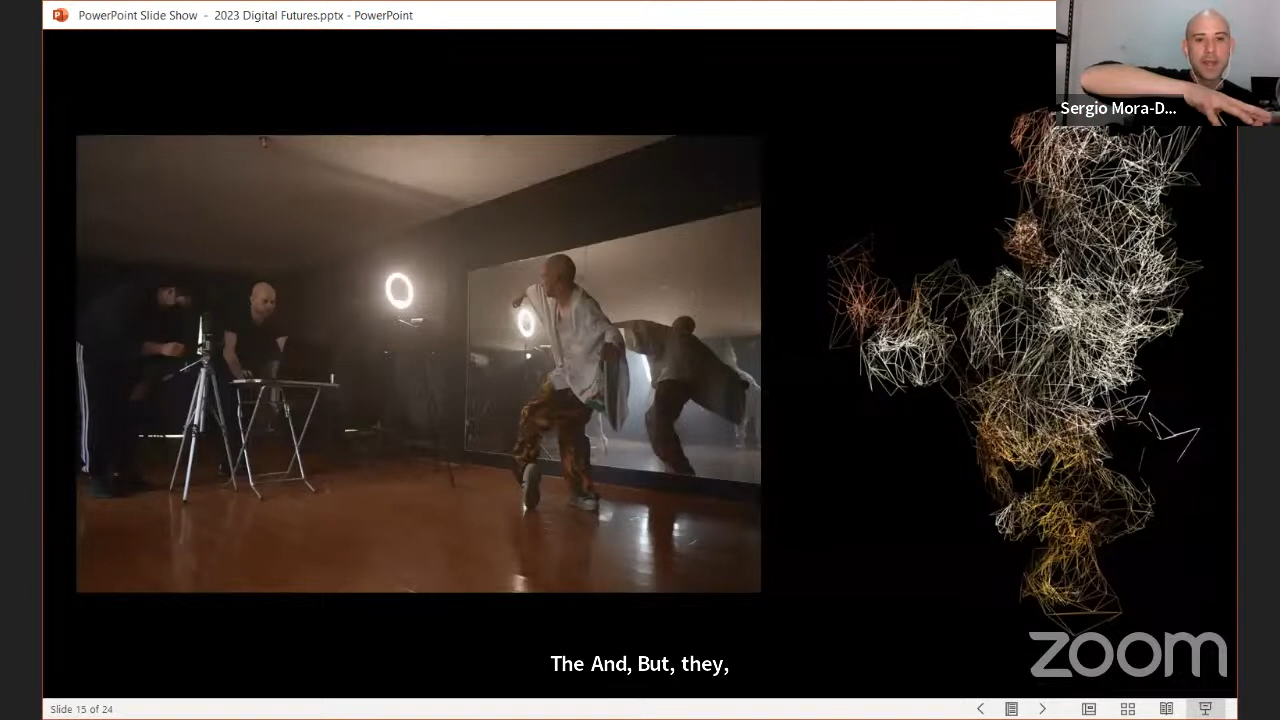 PowerPoint Slide Show - 2023 Digital Futures.pptx - PowerPoint
Sergio Mora-D...
The And, But, they,
zoom
Slide 15 of 24